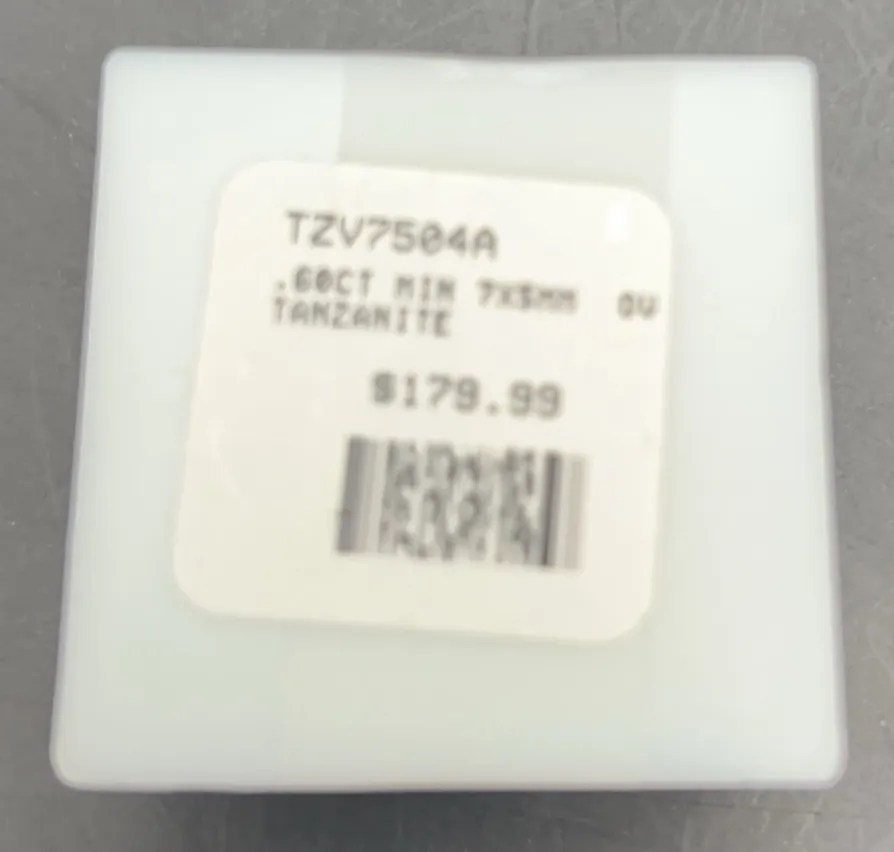 TZV7504A
.60CT MIN 7X5MM OV
TANZANITE
$179.99